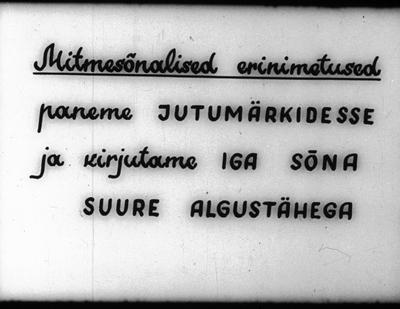 Mitmesõnalised erinimetused
paneme JUTUMÄRKIDESSE
ja kirjutame IGA SÕNA
SUURE ALGUSTÄHEGA